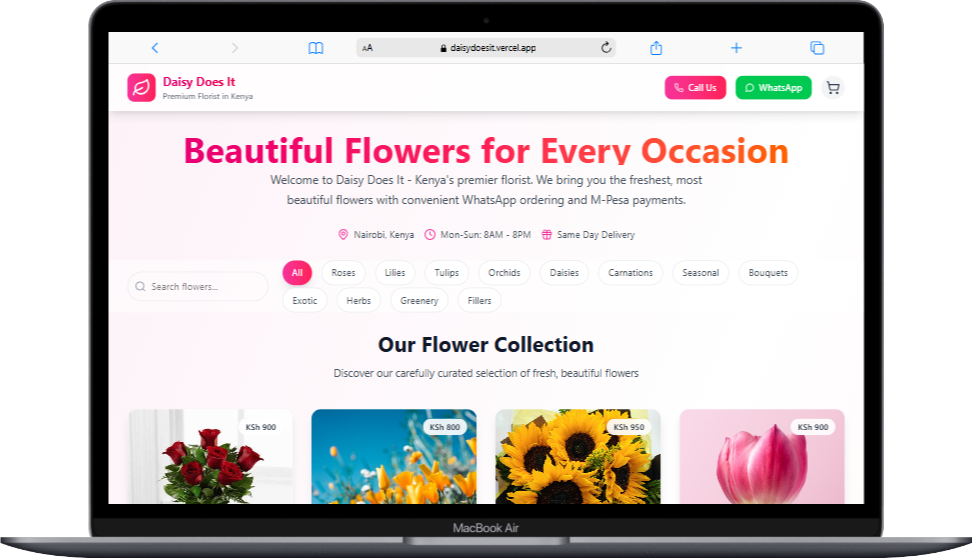 AA
daisydoesit.vercel.app
Daisy Does It
Premium Florist in Kenya
Call Us
WhatsApp
Beautiful Flowers for Every Occasion
Welcome to Daisy Does It - Kenya's premier florist. We bring you the freshest, most
beautiful flowers with convenient WhatsApp ordering and M-Pesa payments.
Nairobi, Kenya Mon-Sun: 8AM - 8PM Same Day Delivery
Search flowers...
All Roses Lilies Tulips Orchids Daisies Carnations Seasonal Bouquets
Exotic Herbs Greenery Fillers
Our Flower Collection
Discover our carefully curated selection of fresh, beautiful flowers
KSh 900 KSh 800 KSh 950 KSh 900
MacBook Air